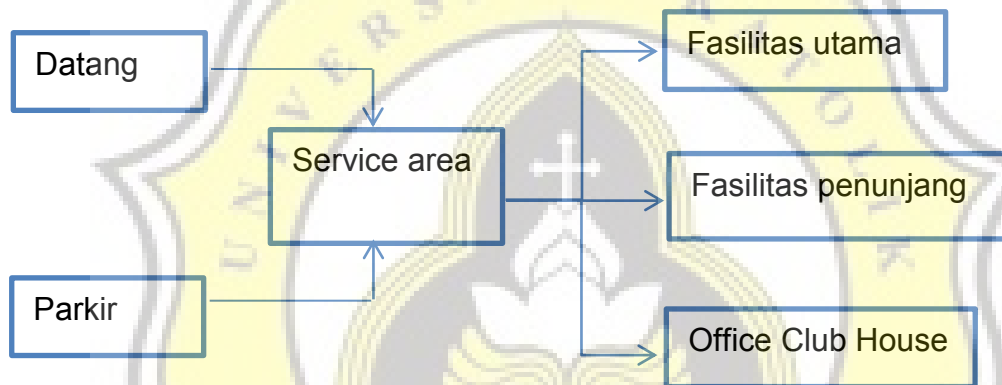 Datang
Fasilitas utama
Service area
Fasilitas penunjang
Parkir
Office Club House